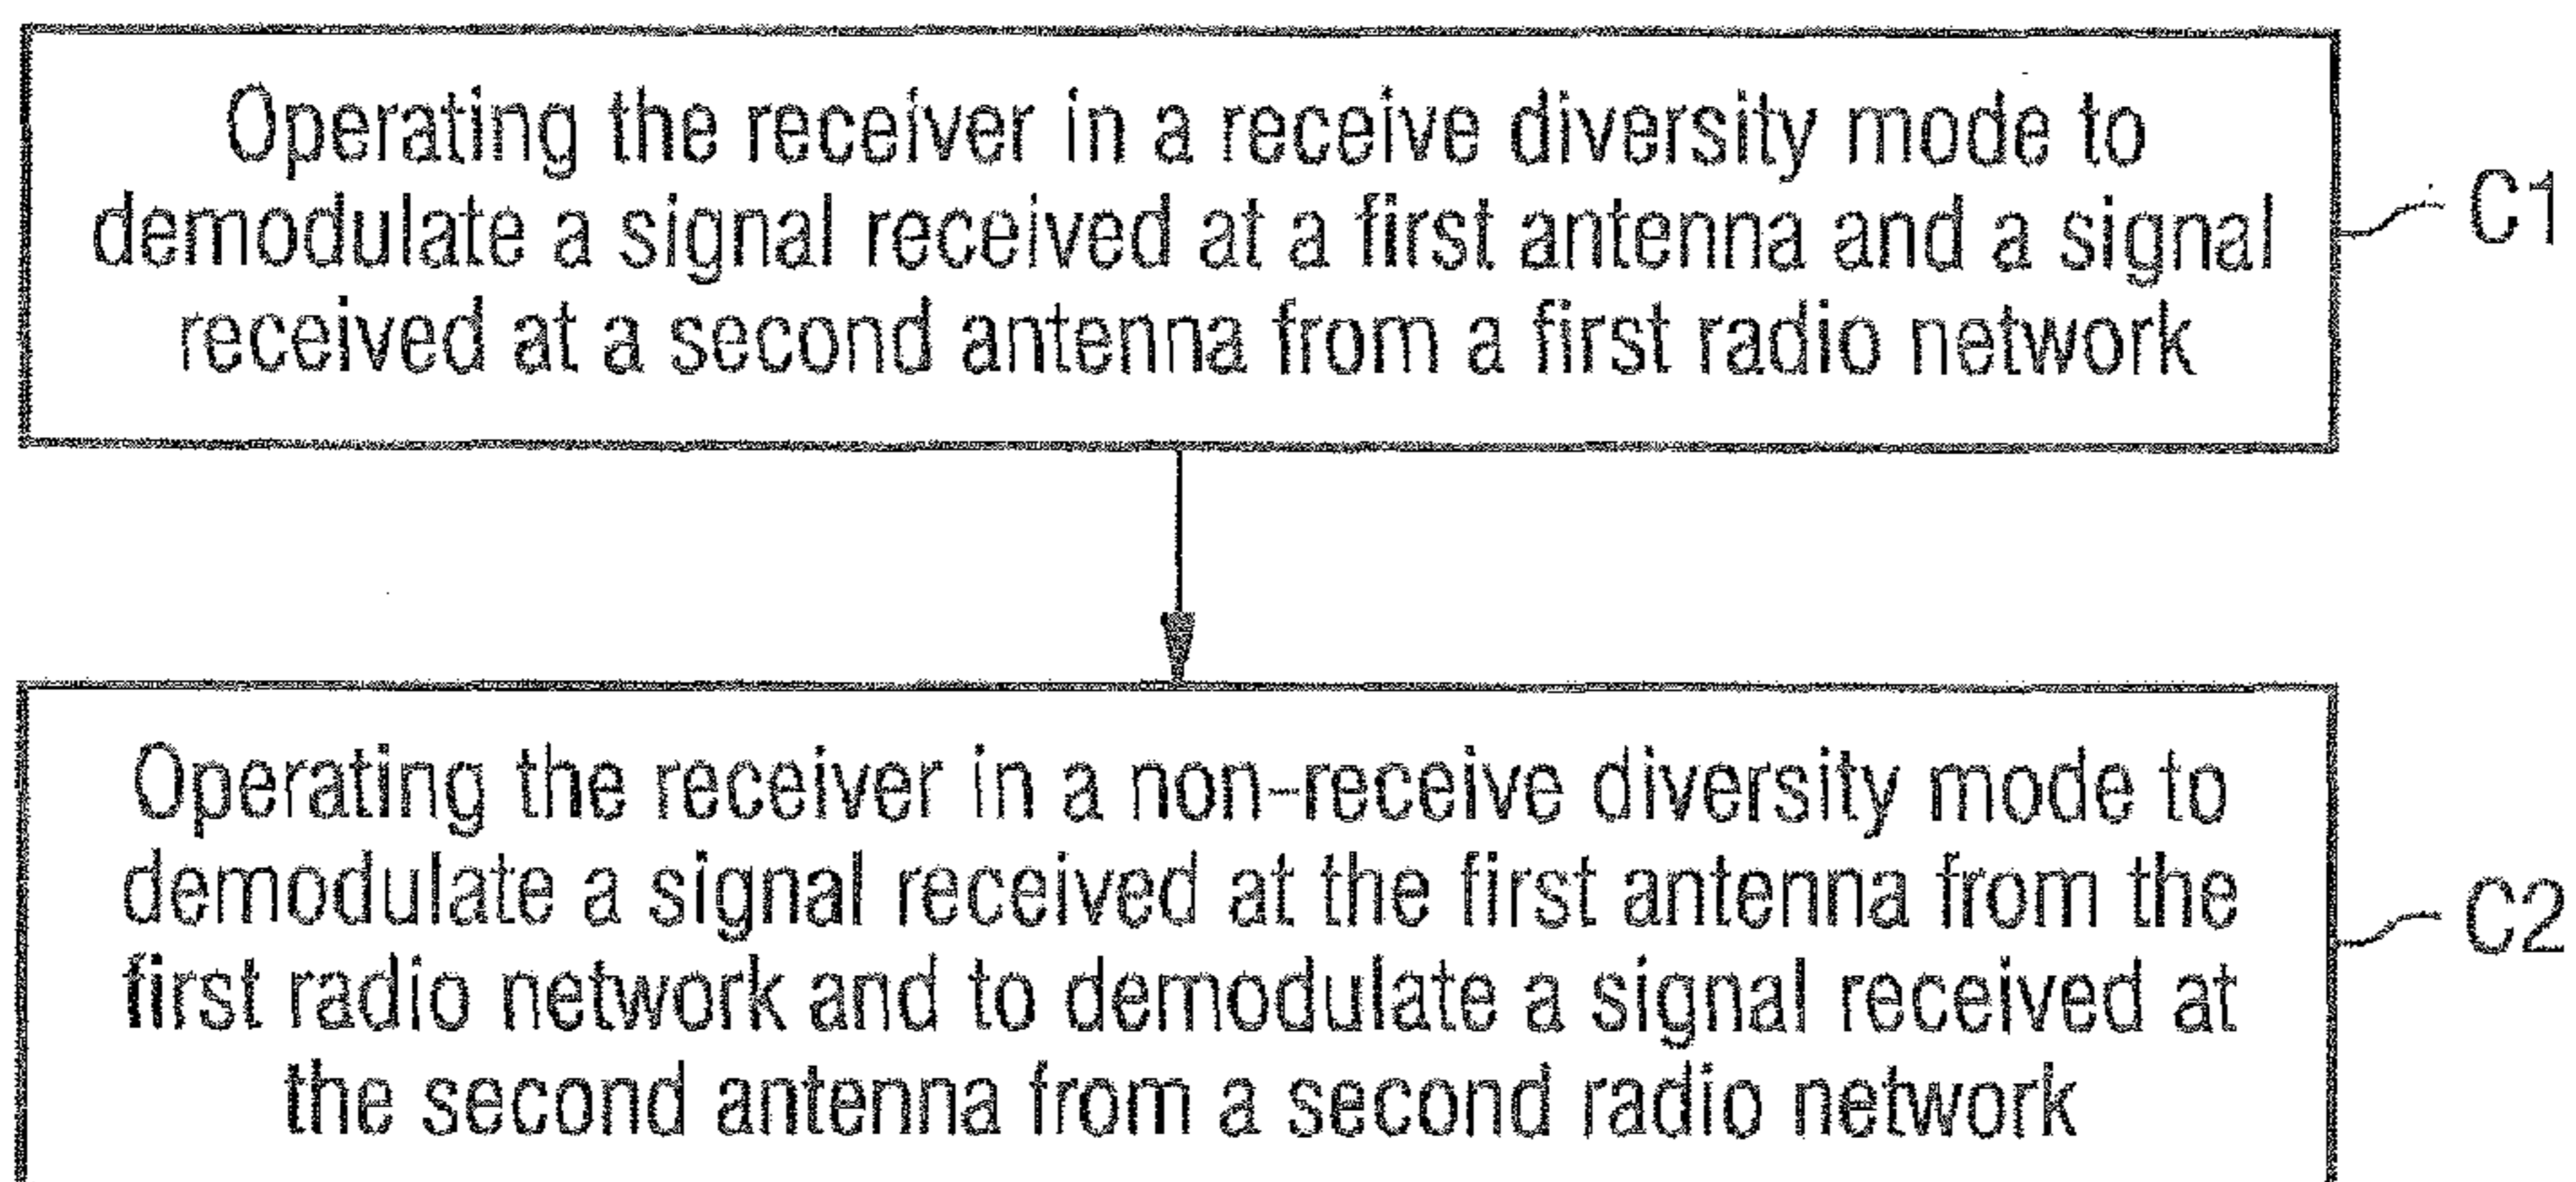 Operating the receiver in a receive diversity mode to
demodulate a signal received at a first antenna and a signal
received at a second antenna from a first radio network
C1
Operating the receiver in a non-receive diversity mode to
demodulate a signal received at the first antenna from the
first radio network and to demodulate a signal received at
the second antenna from a second radio network
C2